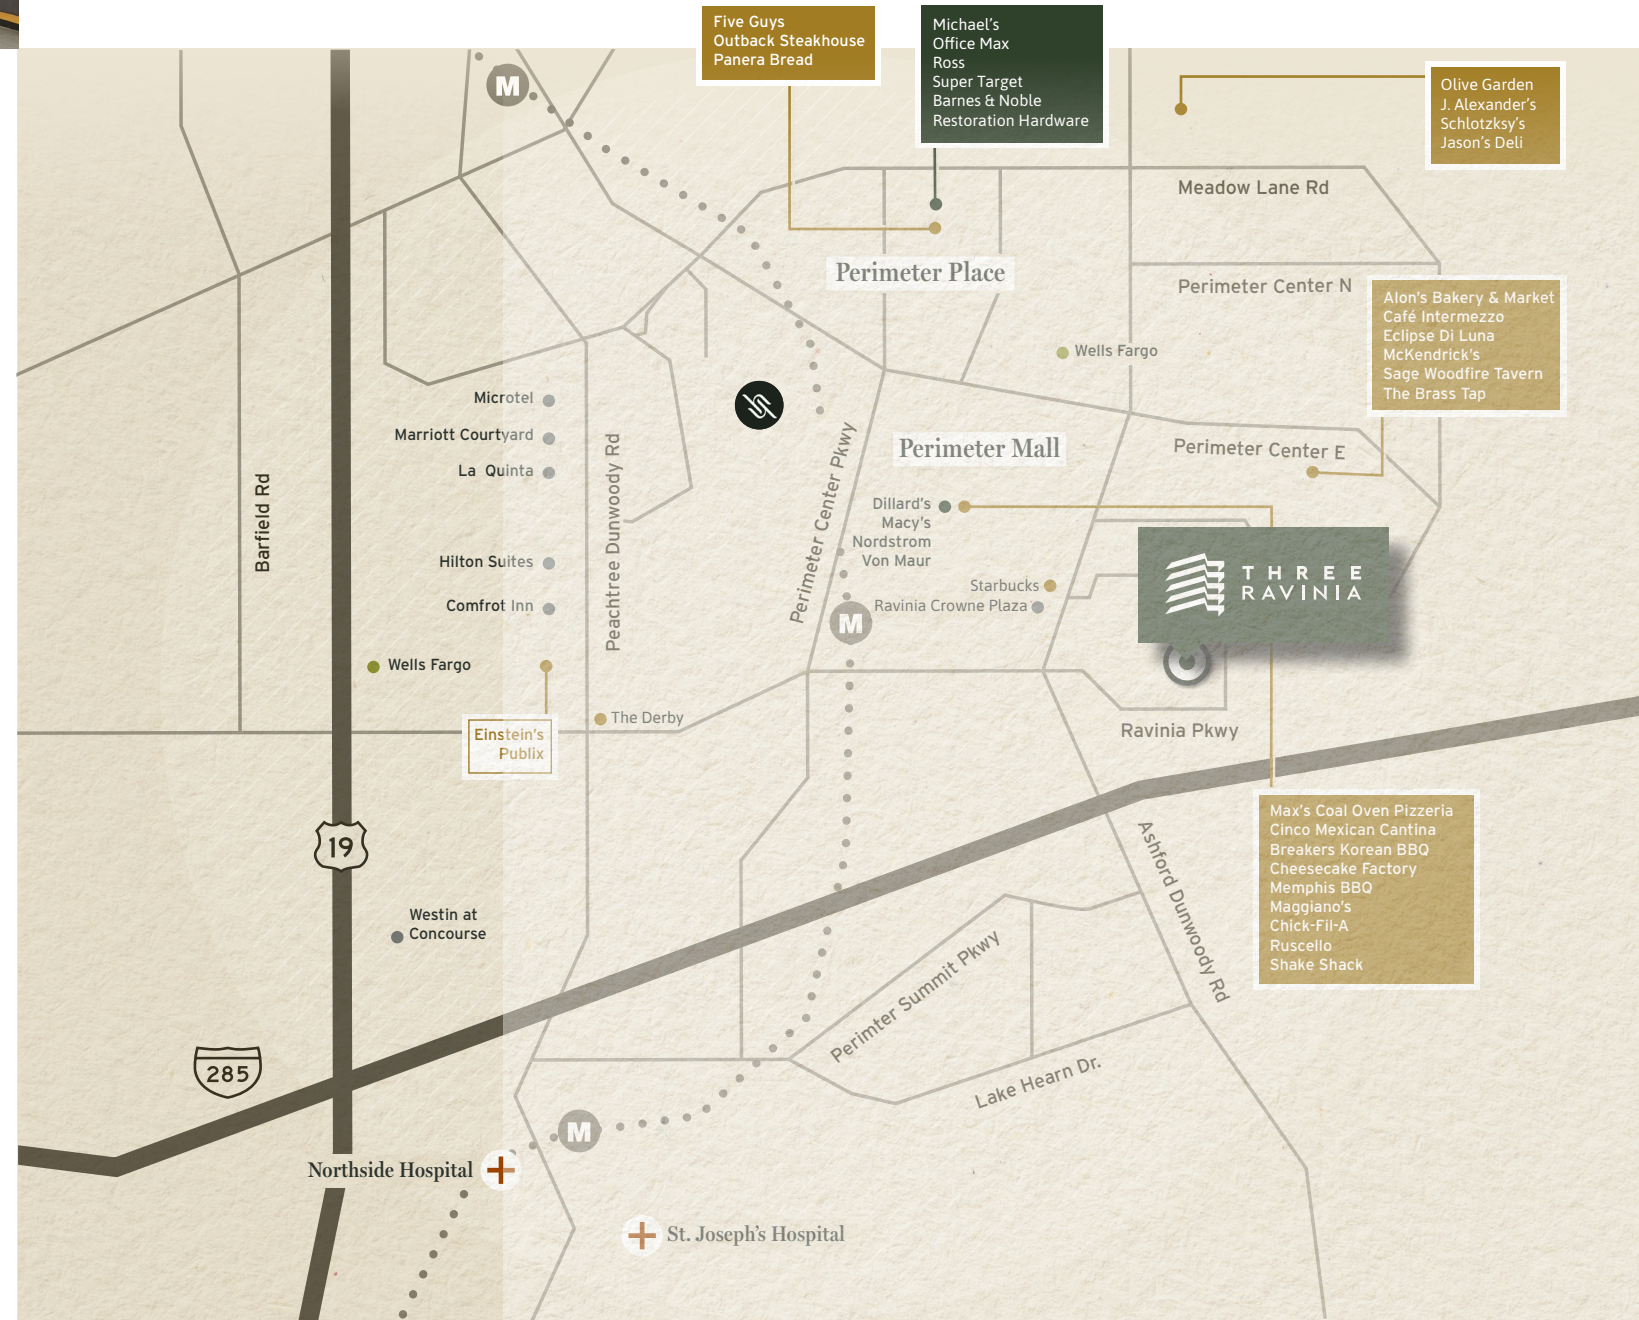 Five Guys
Outback Steakhouse
Panera Bread
Michael's
Office Max
Ross
Super Target
Barnes & Noble
Restoration Hardware
Olive Garden
J. Alexander's
Schlotzksy's
Jason's Deli
M
Meadow Lane Rd
Perimeter Place
Perimeter Center N
Alon's Bakery & Market
Café Intermezzo
Eclipse Di Luna
McKendrick's
Sage Woodfire Tavern
The Brass Tap
Wells Fargo
Microtel
Marriott Courtyard
La Quinta
Hilton Suites
Comfrot Inn
Barfield Rd
Peachtree Dunwoody Rd
Perimeter Center Pkwy
Perimeter Mall
Perimeter Center E
Dillard's
Macy's
Nordstrom
Von Maur
Starbucks
Ravinia Crowne Plaza
M
THREE
RAVINIA
Wells Fargo
Einstein's
Publix
The Derby
Ravinia Pkwy
19
Westin at
Concourse
Max's Coal Oven Pizzeria
Cinco Mexican Cantina
Breakers Korean BBQ
Cheesecake Factory
Memphis BBQ
Maggiano's
Chick-Fil-A
Ruscello
Shake Shack
Ashford Dunwoody Rd
Perimter Summit Pkwy
Lake Hearn Dr.
285
M
Northside Hospital
St. Joseph's Hospital